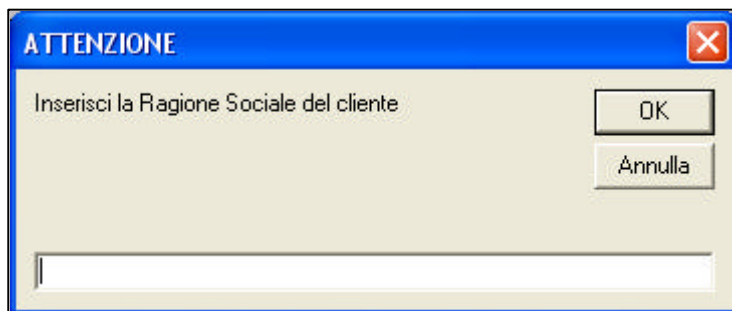 ATTENZIONE
Inserisci la Ragione Sociale del cliente
OK
Annulla